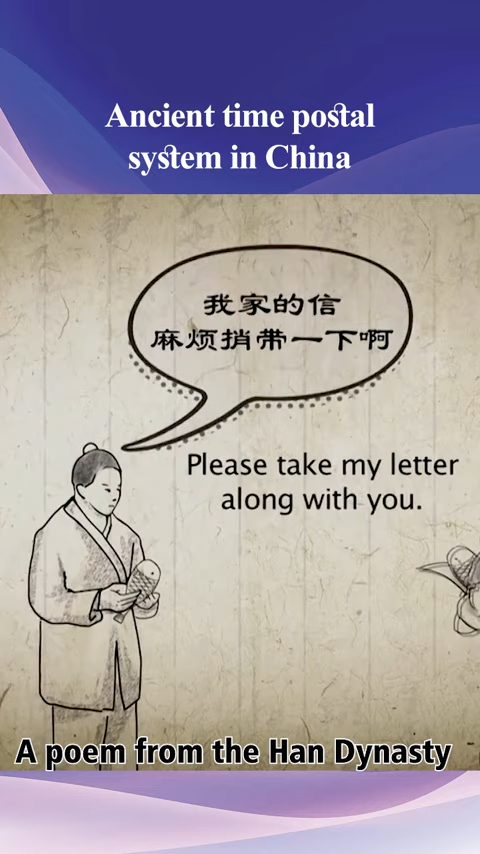 Ancient time postal
system in China
我家的信
麻烦捎带一下啊
Please take my letter
along with you.
A poem from the Han Dynasty